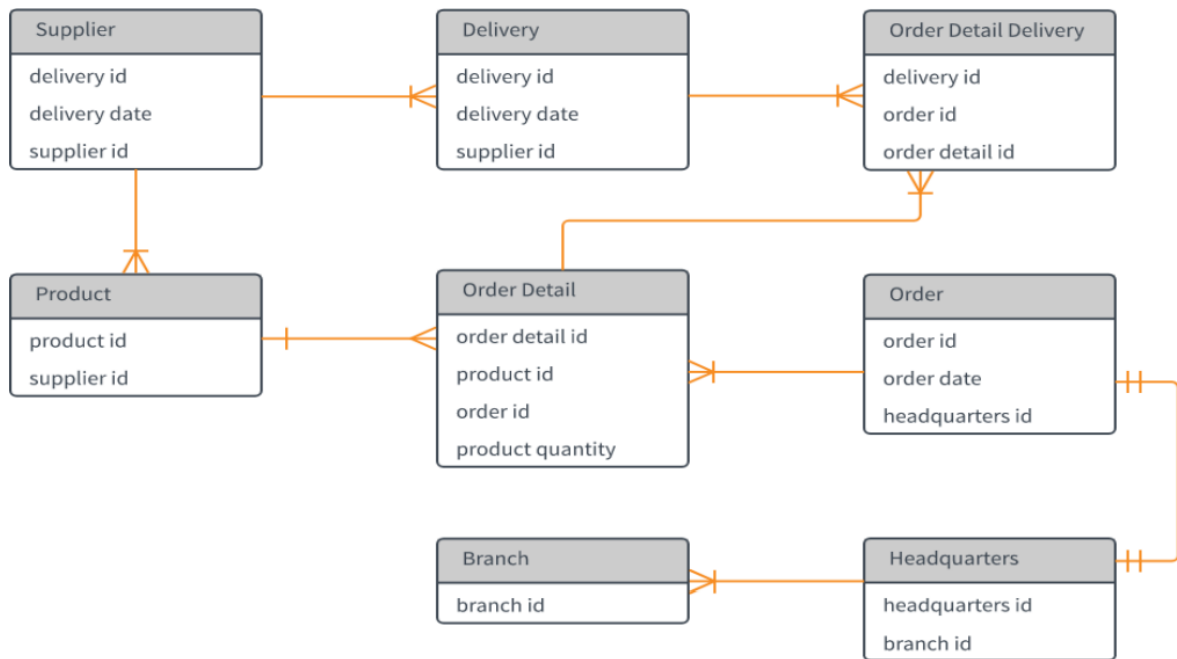 Supplier
delivery id
delivery date
supplier id
Delivery
delivery id
delivery date
supplier id
Order Detail Delivery
delivery id
order id
order detail id
Product
product id
supplier id
Order Detail
order detail id
product id
order id
product quantity
Order
order id
order date
headquarters id
Branch
branch id
Headquarters
headquarters id
branch id